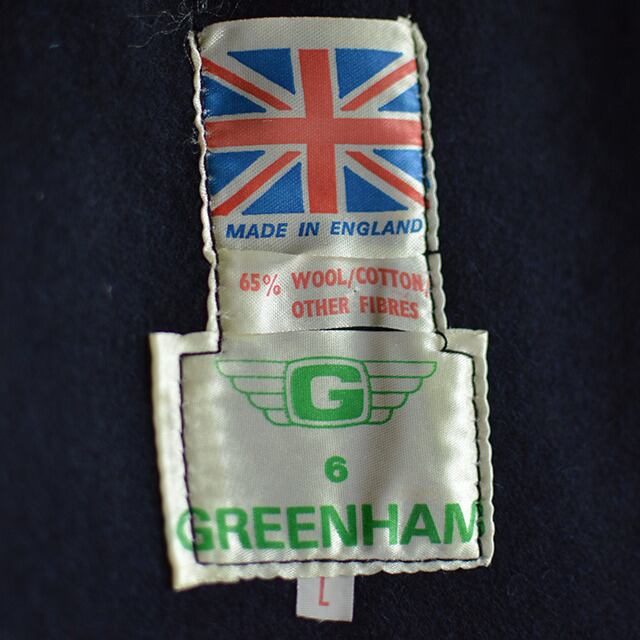 MADE IN ENGLAND
65% WOOL/COTTON/
OTHER FIBRES
G
6
GREENHAM
L